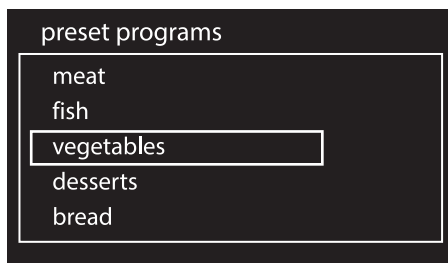 preset programs
meat
fish
vegetables
desserts
bread